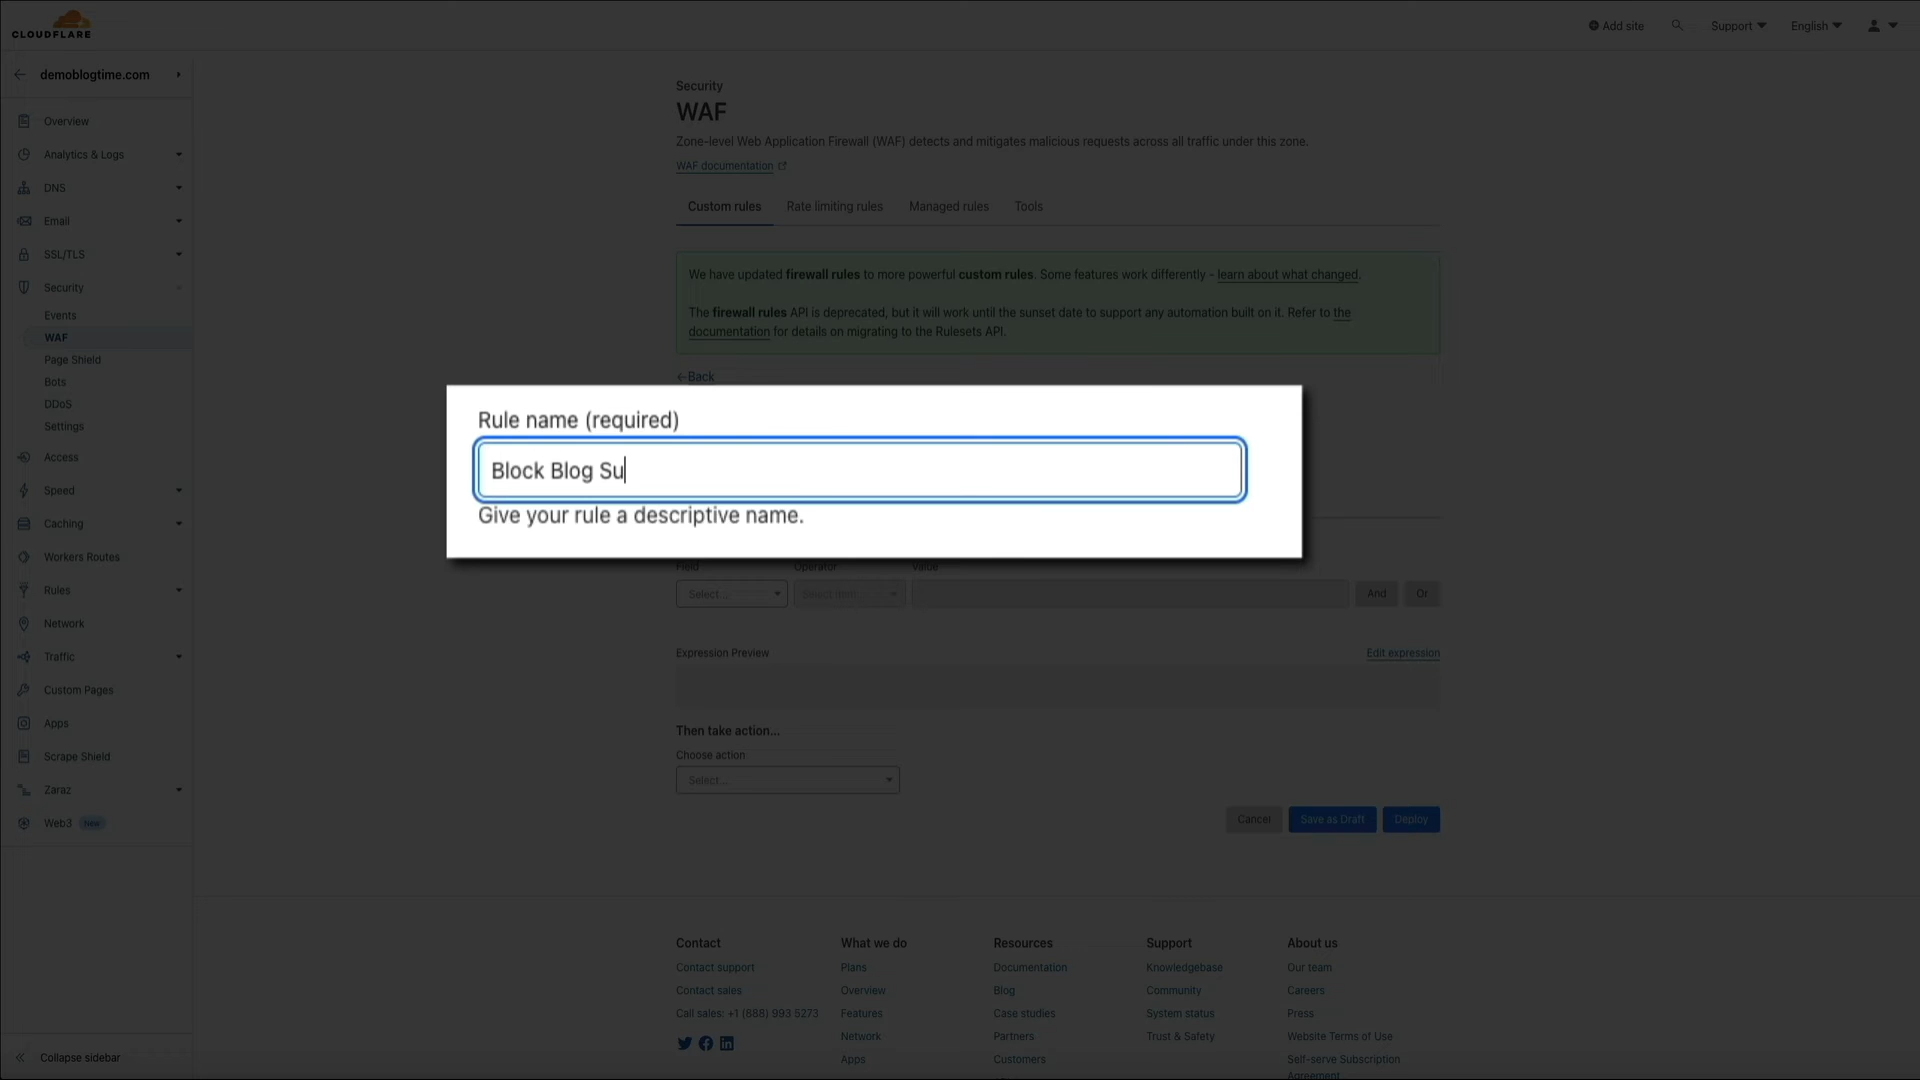 CLOUDFLARE
Add site
Support
English
demoblogtime.com
Overview
Analytics & Logs
DNS
Email
SSL/TLS
Security
Events
WAF
Page Shield
Bots
DDoS
Settings
Access
Speed
Caching
Workers Routes
Rules
Network
Traffic
Custom Pages
Apps
Scrape Shield
Zaraz
Web3 New
Collapse sidebar
Security
WAF
Zone-level Web Application Firewall (WAF) detects and mitigates malicious requests across all traffic under this zone.
WAF documentation
Custom rules Rate limiting rules Managed rules Tools
We have updated firewall rules to more powerful custom rules. Some features work differently - learn about what changed.
The firewall rules API is deprecated, but it will work until the sunset date to support any automation built on it. Refer to the
documentation for details on migrating to the Rulesets API.
←Back
Rule name (required)
Block Blog Su
Give your rule a descriptive name.
Field Operator Value
Select... Select item... And Or
Expression Preview Edit expression
Then take action...
Choose action
Select...
Cancel Save as Draft Deploy
Contact
Contact support
Contact sales
Call sales: +1 (888) 993 5273
What we do
Plans
Overview
Features
Network
Apps
Resources
Documentation
Blog
Case studies
Partners
Customers
Support
Knowledgebase
Community
System status
Trust & Safety
About us
Our team
Careers
Press
Website Terms of Use
Self-serve Subscription
Agreement